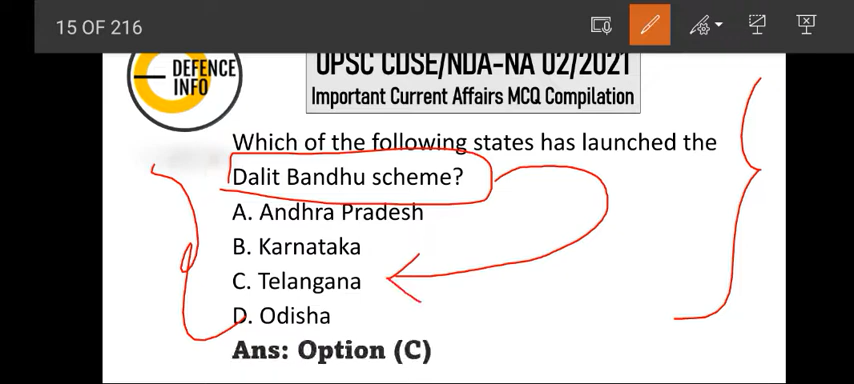 15 OF 216
DEFENCE
INFO
UPSC CDSE/NDA-NA 02/2021
Important Current Affairs MCQ Compilation
Which of the following states has launched the
Dalit Bandhu scheme?
A. Andhra Pradesh
B. Karnataka
C. Telangana
D. Odisha
Ans: Option (C)